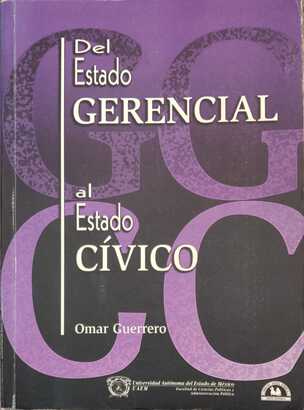 Del
Estado
GERENCIAL
al
Estado
CÍVICO
Omar Guerrero
Universidad Autónoma del Estado de México
UAEM
Facultad de Ciencias Políticas y
Administración Pública